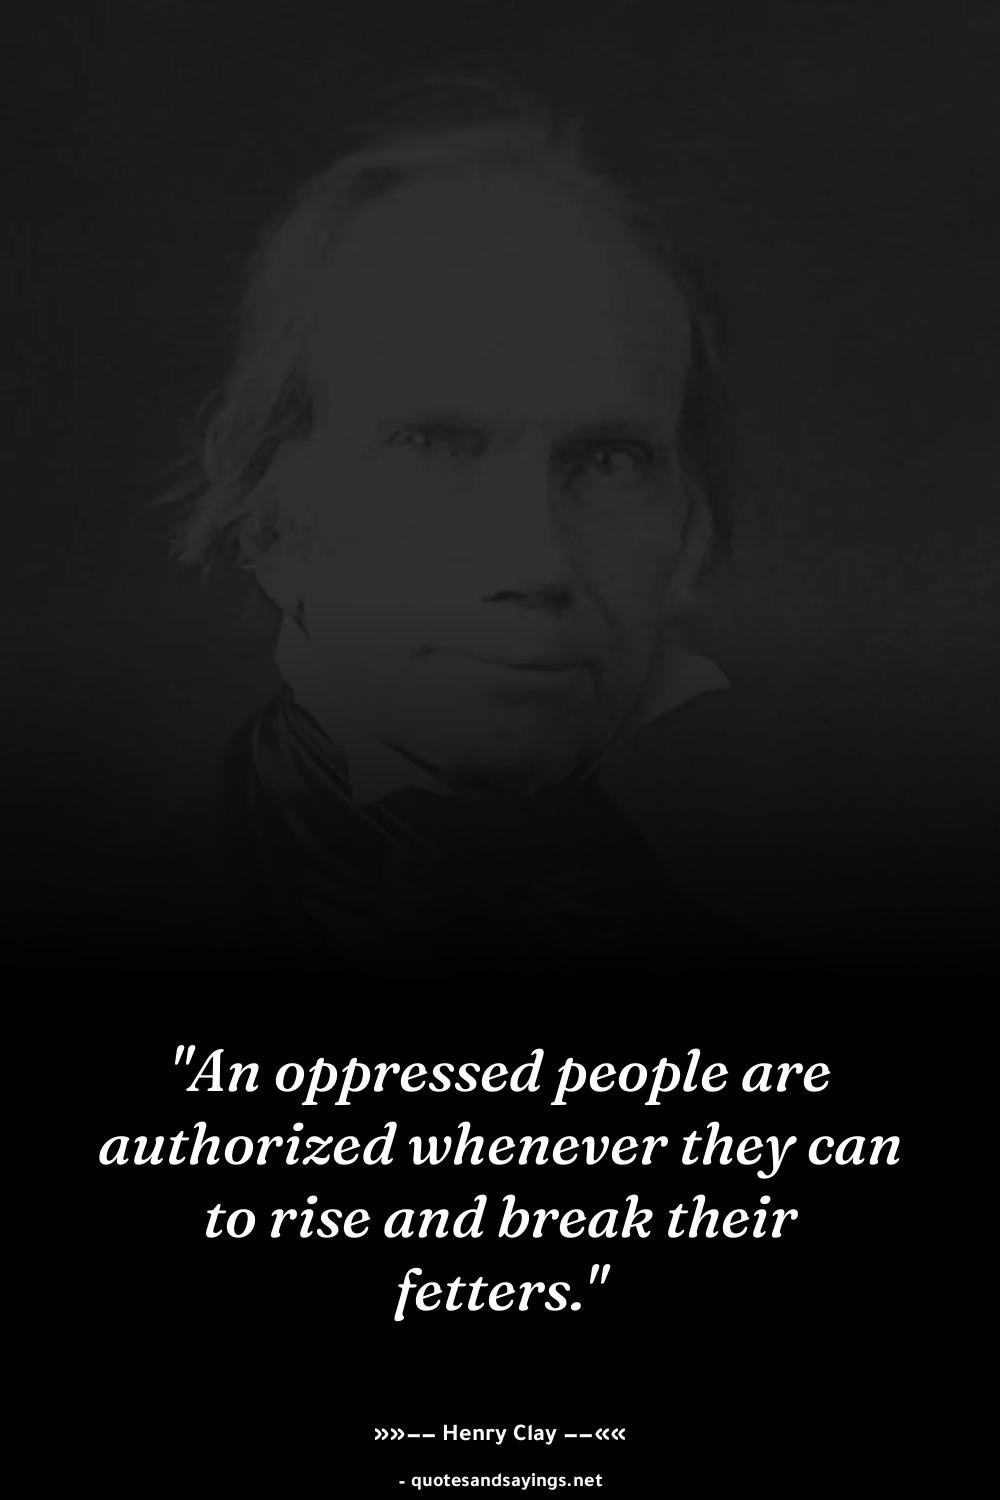 "An oppressed people are
authorized whenever they can
to rise and break their
fetters."
»»–– Henry Clay ––««
- quotesandsayings.net